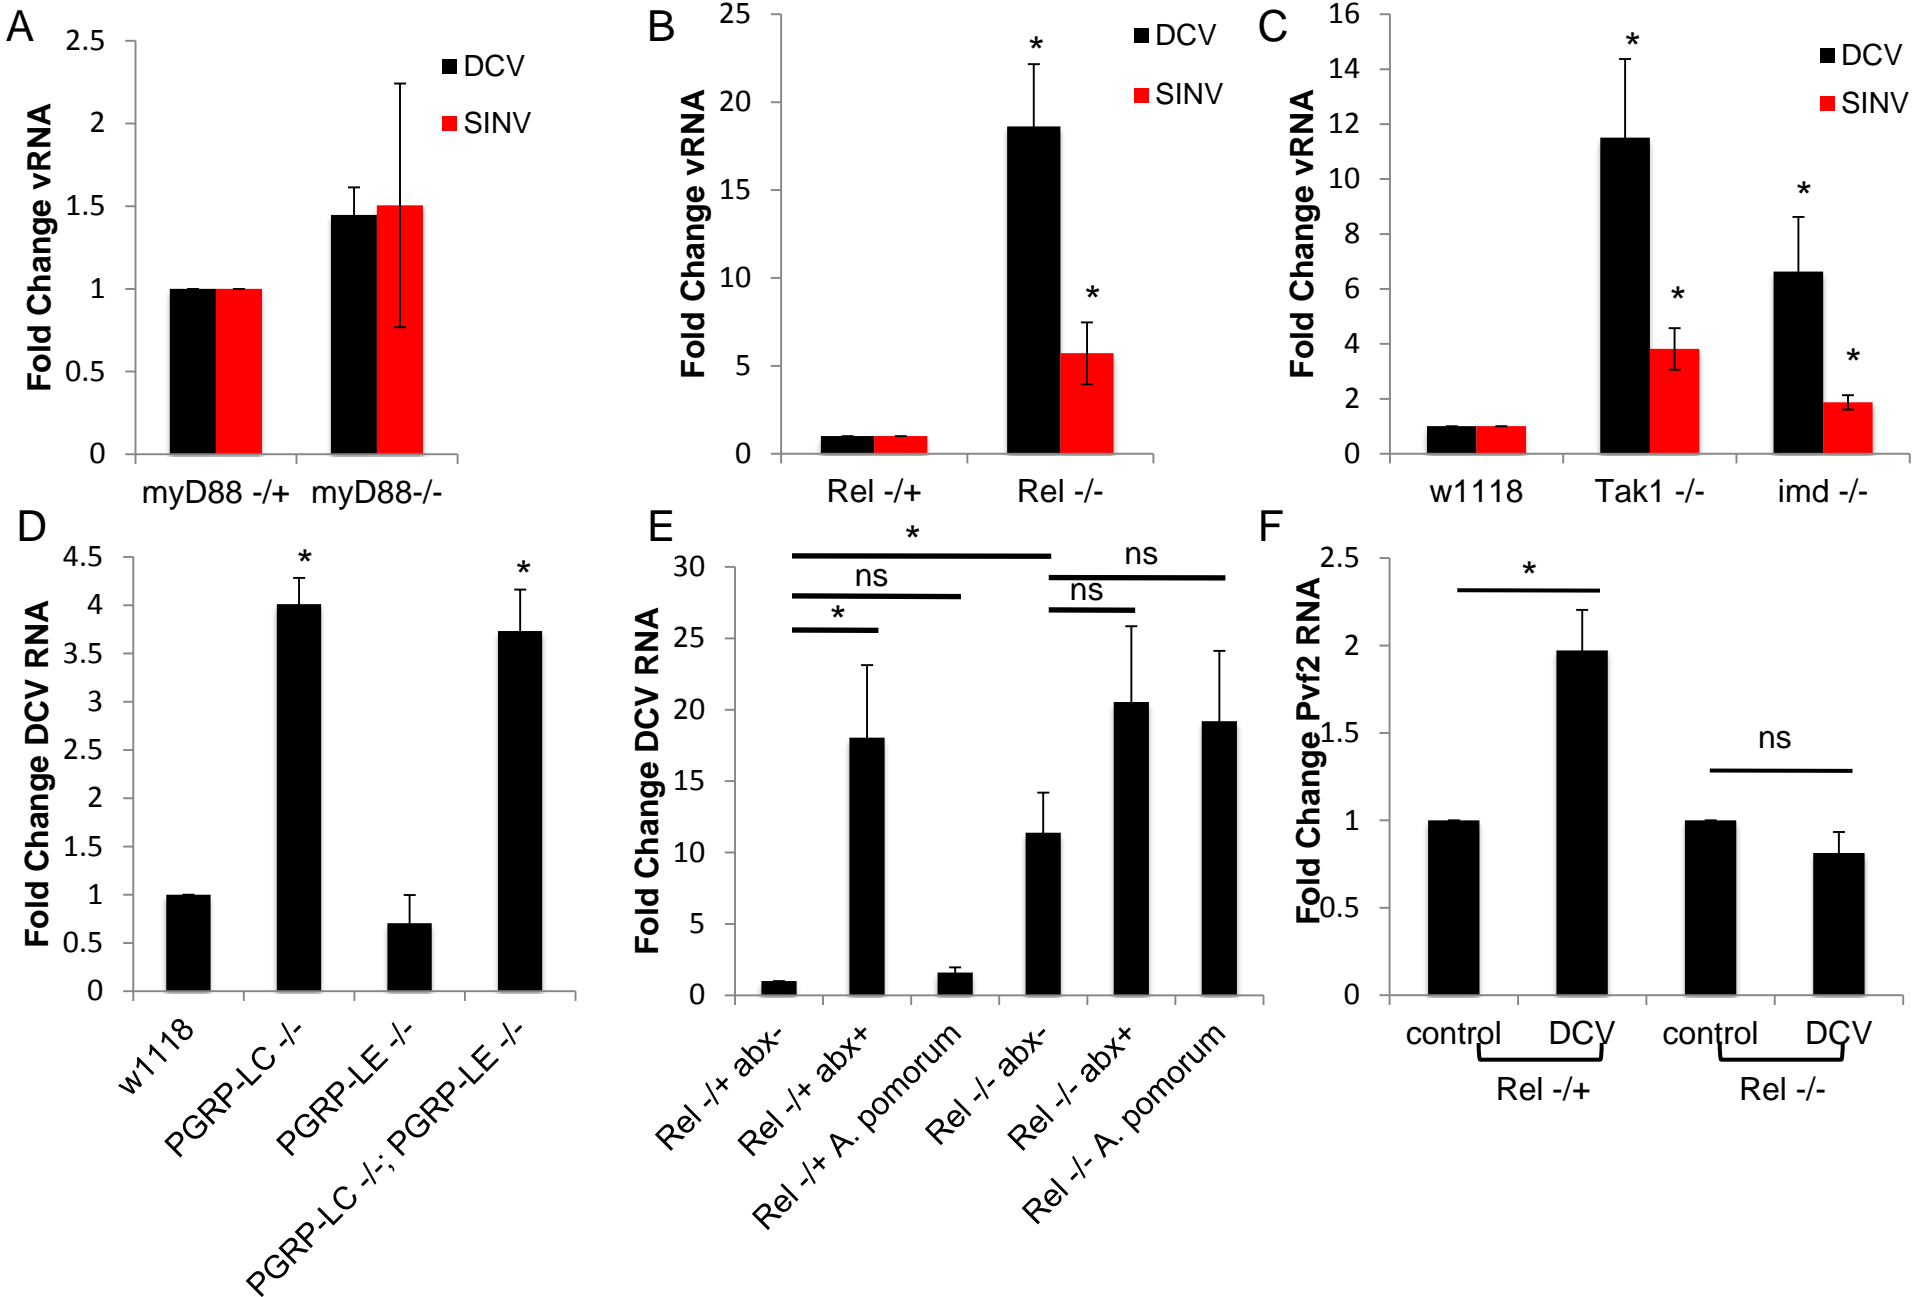 A
Fold Change vRNA
2.5
2
1.5
1
0.5
0
DCV
SINV
myD88 -/+
myD88-/-
B
Fold Change vRNA
25
20
15
10
5
0
*
*
DCV
SINV
Rel -/+
Rel -/-
C
Fold Change vRNA
16
14
12
10
8
6
4
2
0
*
*
*
*
DCV
SINV
w1118
Tak1 -/-
imd -/-
D
Fold Change DCV RNA
4.5
4
3.5
3
2.5
2
1.5
1
0.5
0
*
*
w1118
PGRP-LC -/-
PGRP-LE -/-
PGRP-LC -/-; PGRP-LE -/-
E
Fold Change DCV RNA
30
25
20
15
10
5
0
*
ns
*
ns
ns
Rel -/+ abx-
Rel -/+ abx+
Rel -/+ A. pomorum
Rel -/- abx-
Rel -/- abx+
Rel -/- A. pomorum
F
Fold Change Pvf2 RNA
2.5
2
1.5
1
0.5
0
*
ns
control
DCV
control
DCV
Rel -/+
Rel -/-